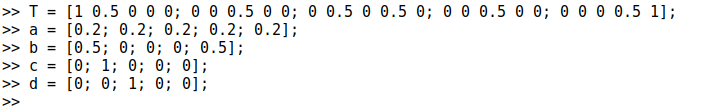 >> T = [1 0.5 0 0 0; 0 0 0.5 0 0; 0 0.5 0 0.5 0; 0 0 0.5 0 0; 0 0 0 0.5 1];
>> a = [0.2; 0.2; 0.2; 0.2; 0.2];
>> b = [0.5; 0; 0; 0; 0.5];
>> c = [0; 1; 0; 0; 0];
>> d = [0; 0; 1; 0; 0];
>>